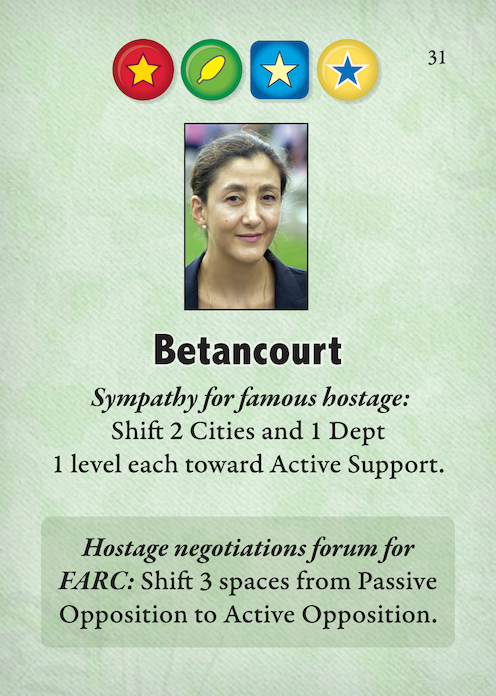 31
Betancourt
Sympathy for famous hostage:
Shift 2 Cities and 1 Dept
1 level each toward Active Support.
Hostage negotiations forum for
FARC: Shift 3 spaces from Passive
Opposition to Active Opposition.